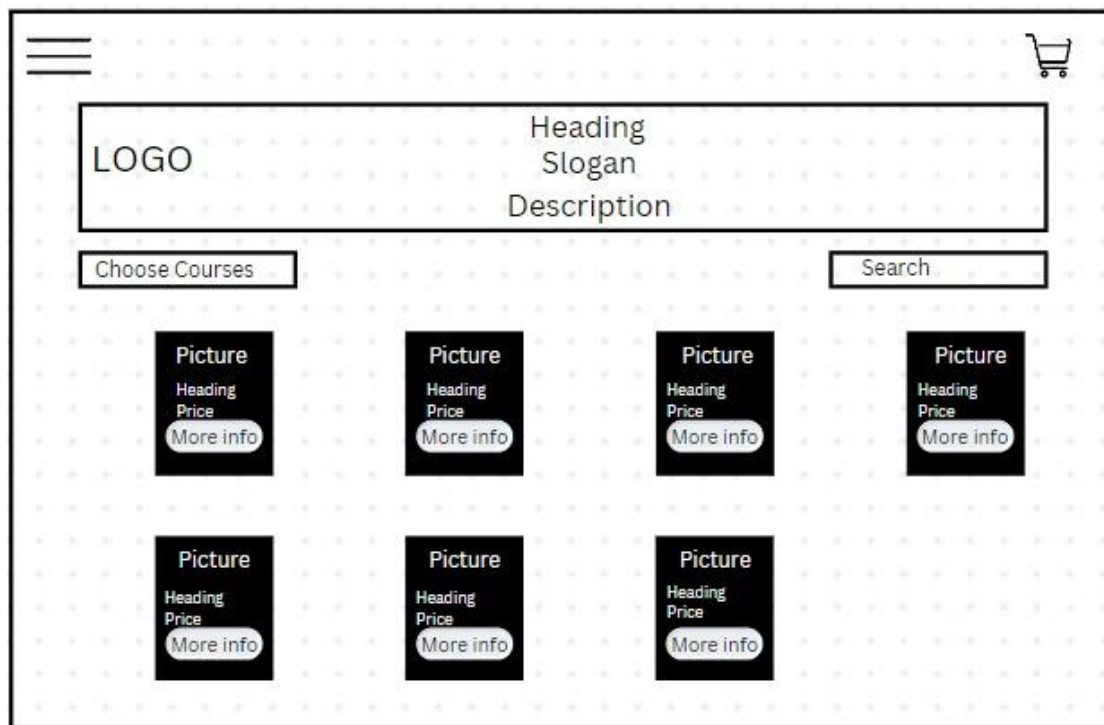 LOGO
Heading
Slogan
Description
Choose Courses
Search
Picture
Heading
Price
More info
Picture
Heading
Price
More info
Picture
Heading
Price
More info
Picture
Heading
Price
More info
Picture
Heading
Price
More info
Picture
Heading
Price
More info
Picture
Heading
Price
More info